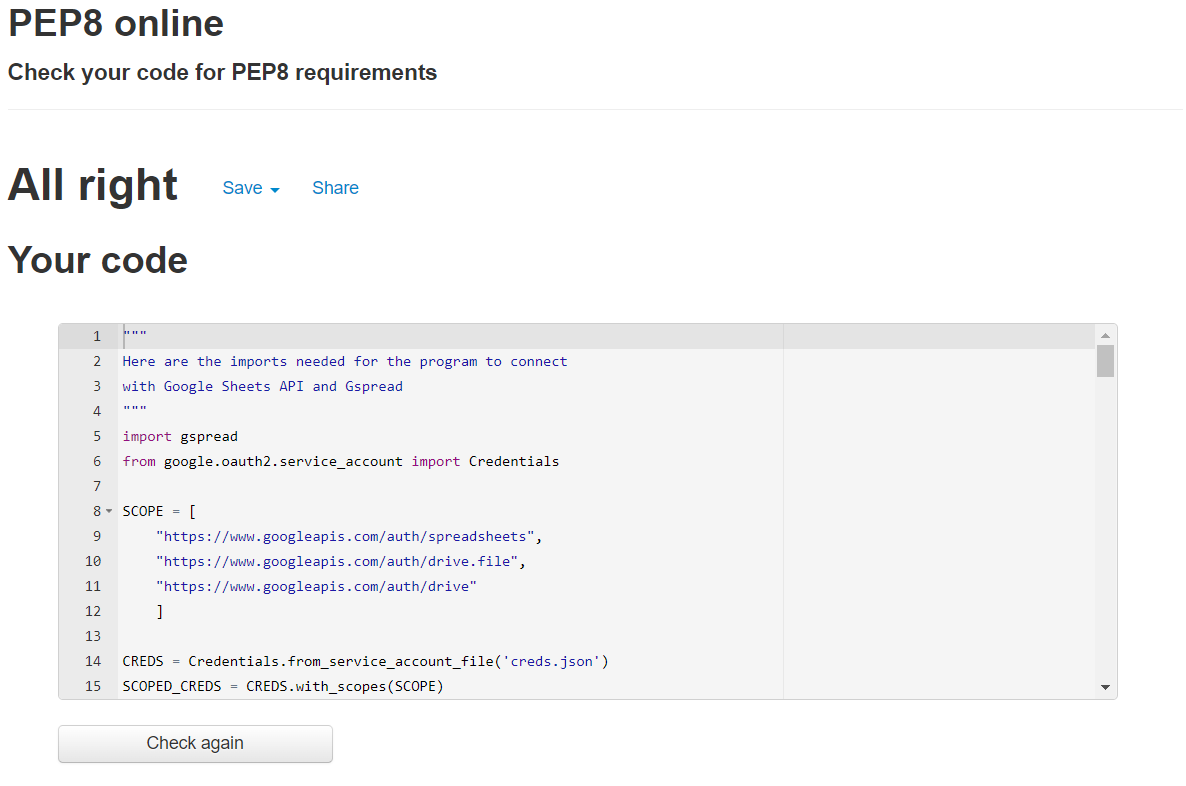 PEP8 online
Check your code for PEP8 requirements
All right Save Share
Your code
1 """
2 Here are the imports needed for the program to connect
3 with Google Sheets API and Gspread
4 """
5 import gspread
6 from google.oauth2.service_account import Credentials
7
8 SCOPE = [
9     "https://www.googleapis.com/auth/spreadsheets",
10     "https://www.googleapis.com/auth/drive.file",
11     "https://www.googleapis.com/auth/drive"
12     ]
13
14 CREDS = Credentials.from_service_account_file('creds.json')
15 SCOPED_CREDS = CREDS.with_scopes(SCOPE)
Check again